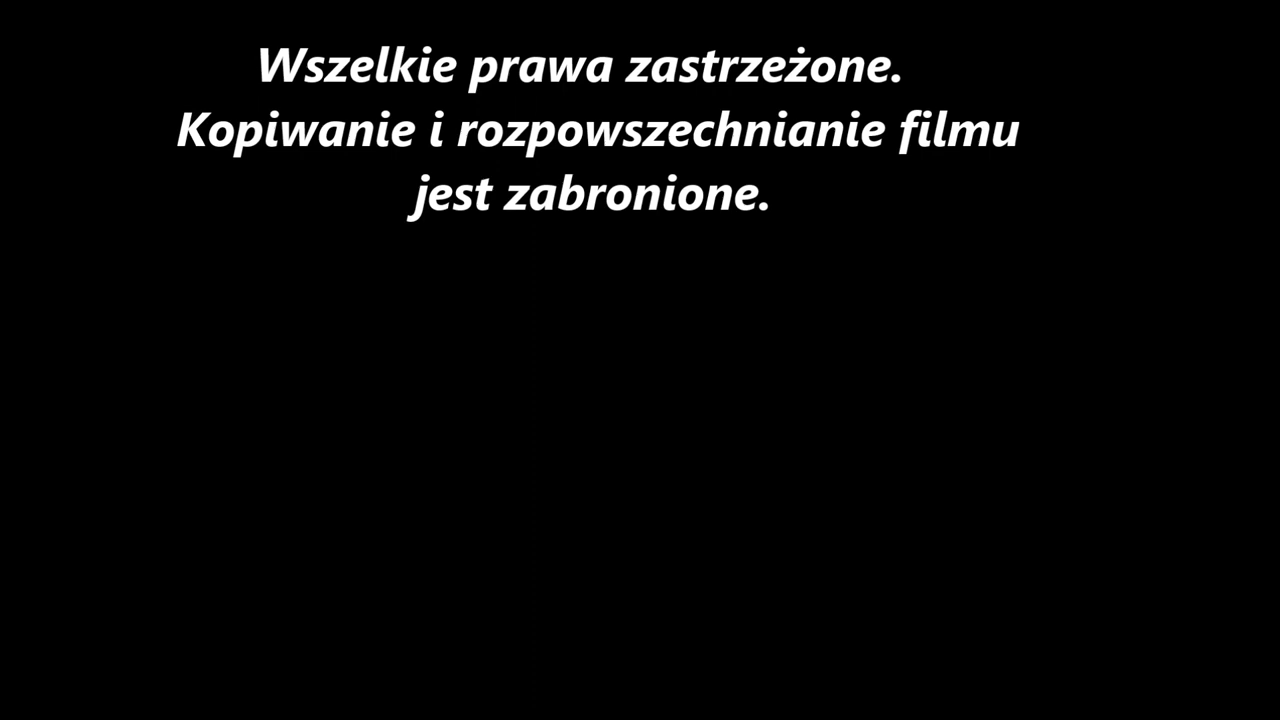 Wszelkie prawa zastrzeżone.
Kopiwanie i rozpowszechnianie filmu
jest zabronione.